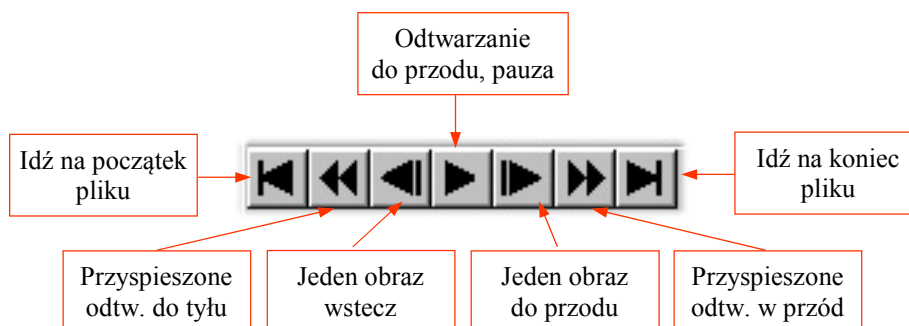 Odtwarzanie
do przodu, pauza
Idź na początek
pliku
Idź na koniec
pliku
Przyspieszone
odtw. do tyłu
Jeden obraz
wstecz
Jeden obraz
do przodu
Przyspieszone
odtw. w przód